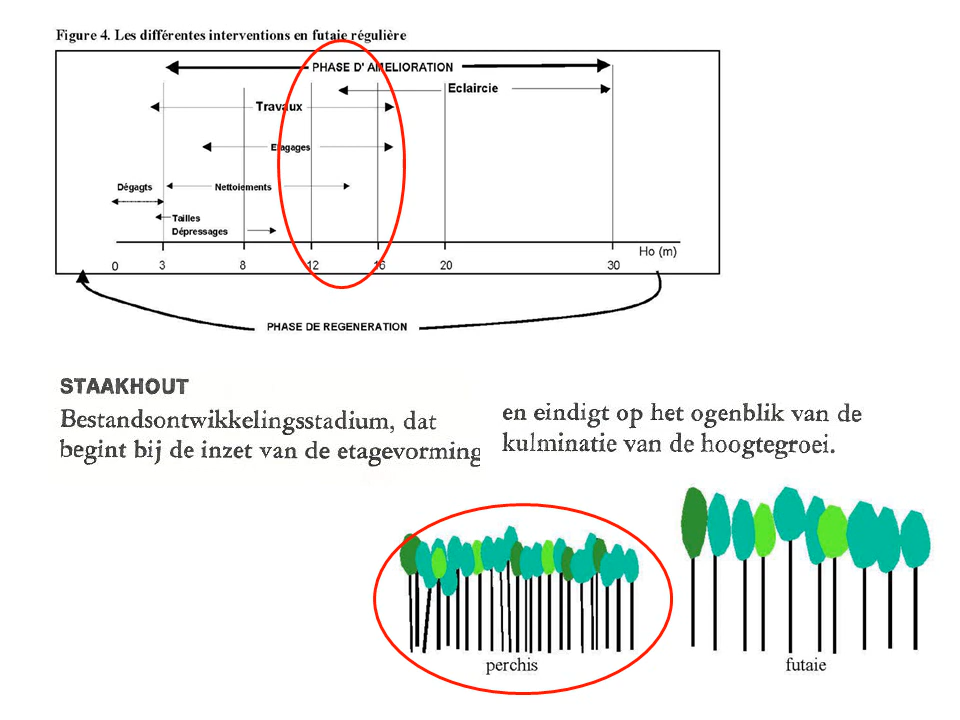 Figure 4. Les différentes interventions en futaie régulière
PHASE D' AMELIORATION
Eclaircie
Travaux
Elagages
Dégagts
Nettoiements
Tailles
Dépressages
Ho (m)
0 3 8 12 16 20 30
PHASE DE REGENERATION
STAAKHOUT
Bestandsontwikkelingsstadium, dat
begint bij de inzet van de etagevorming
en eindigt op het ogenblik van de
kulminatie van de hoogtegroei.
perchis
futaie